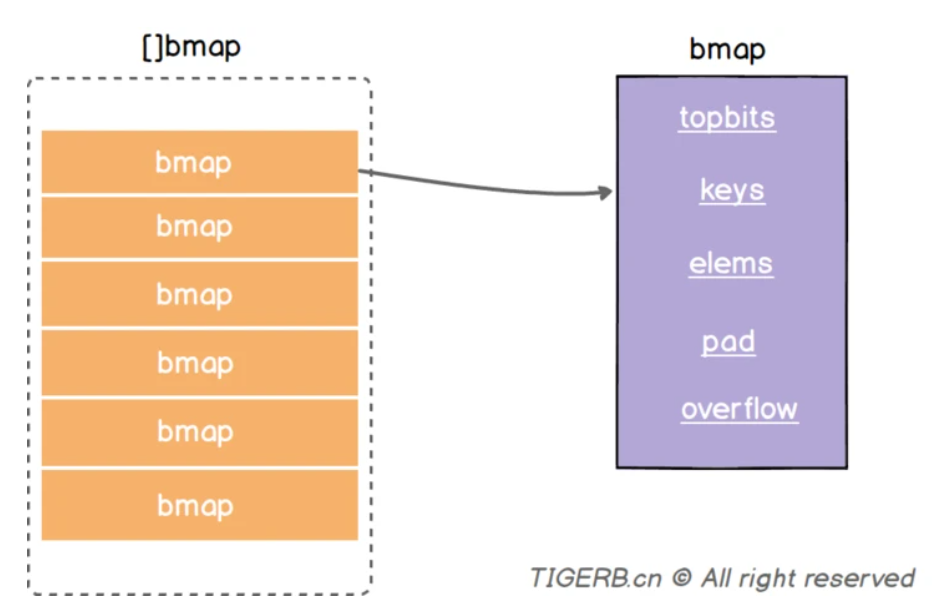 []bmap
bmap
bmap
bmap
bmap
bmap
bmap
bmap
topbits
keys
elems
pad
overflow
TIGERB.cn © All right reserved